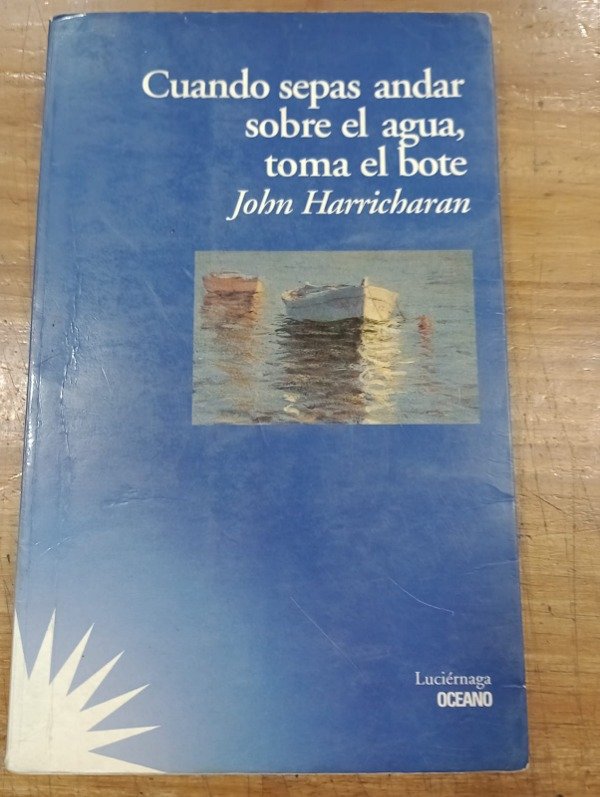 Cuando sepas andar
sobre el agua,
toma el bote
John Harricharan
Luciérnaga
OCEANO